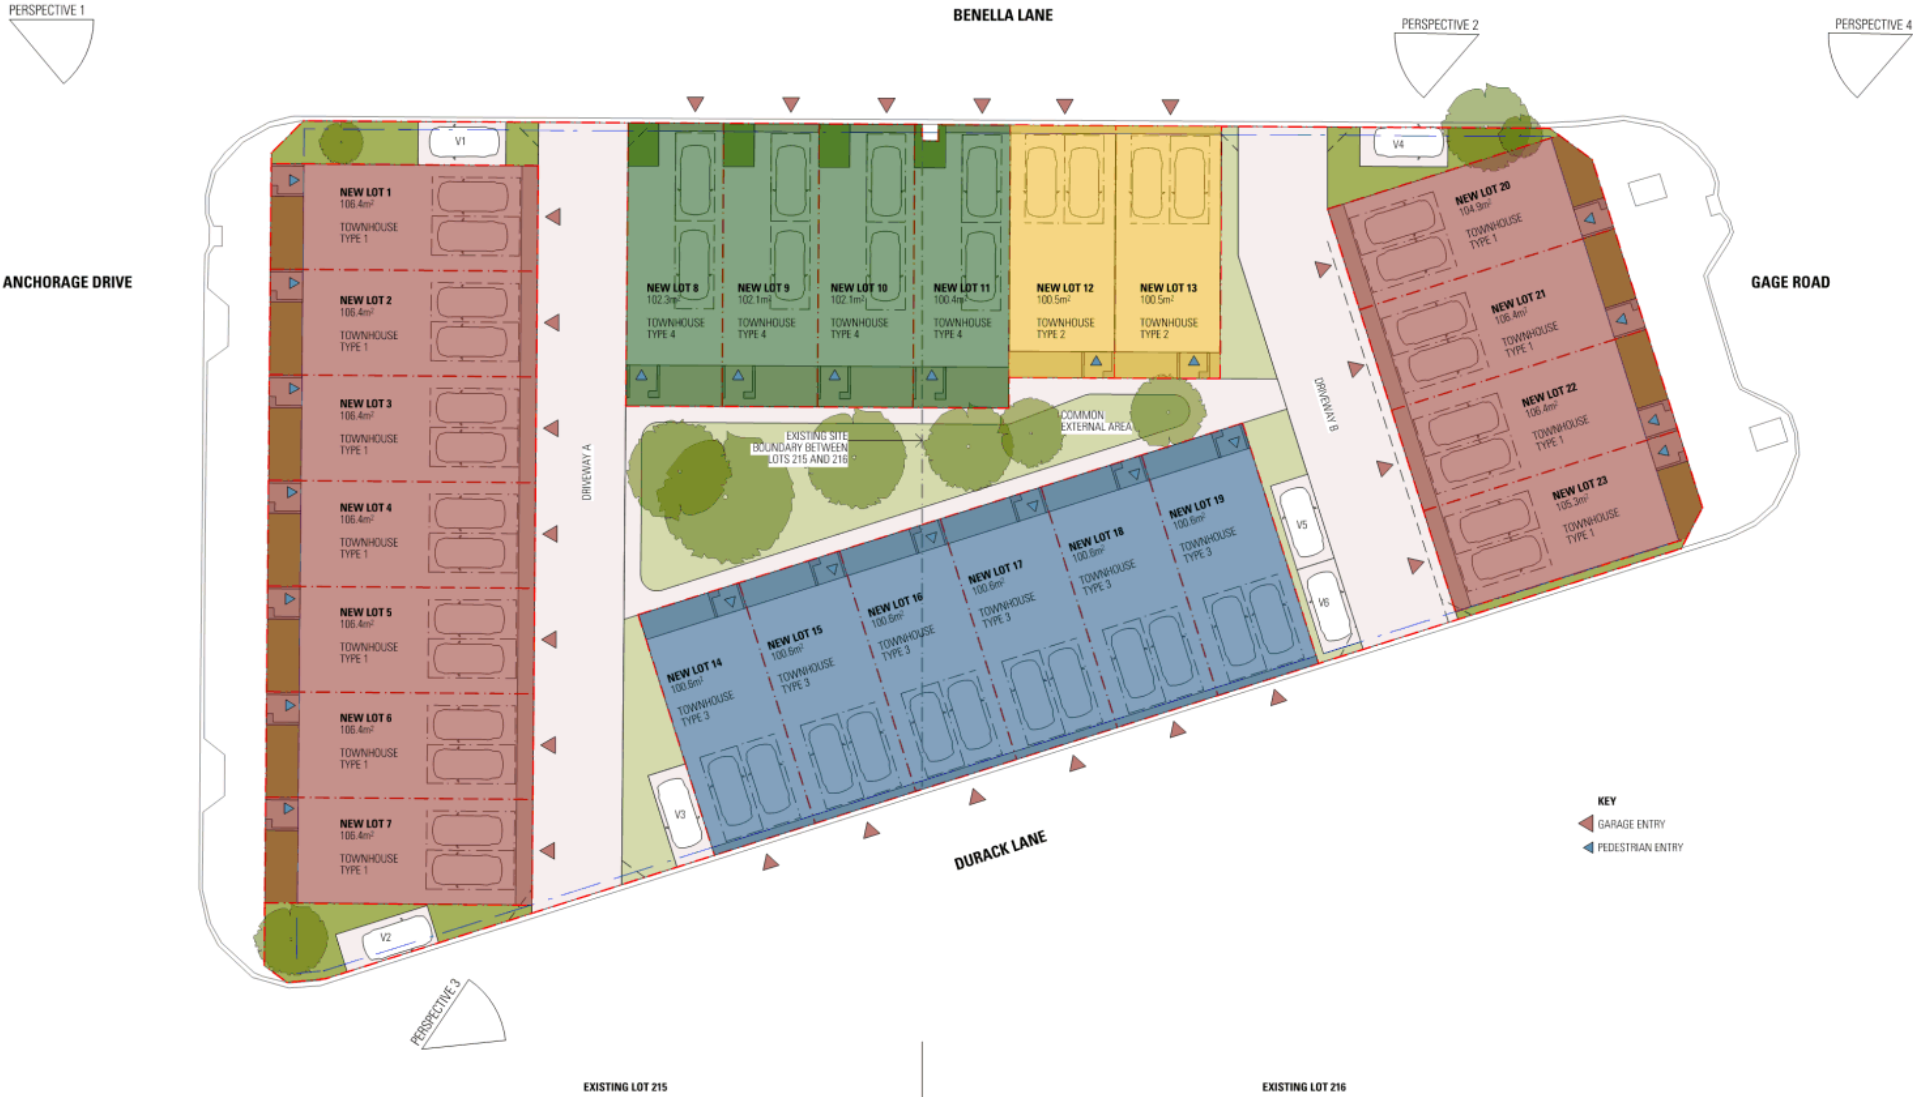 PERSPECTIVE 1
BENELLA LANE
PERSPECTIVE 2
PERSPECTIVE 4
V1
V4
NEW LOT 1
106.4m²
TOWNHOUSE
TYPE 1
NEW LOT 2
106.4m²
TOWNHOUSE
TYPE 1
NEW LOT 3
106.4m²
TOWNHOUSE
TYPE 1
NEW LOT 4
106.4m²
TOWNHOUSE
TYPE 1
NEW LOT 5
106.4m²
TOWNHOUSE
TYPE 1
NEW LOT 6
106.4m²
TOWNHOUSE
TYPE 1
NEW LOT 7
106.4m²
TOWNHOUSE
TYPE 1
ANCHORAGE DRIVE
DRIVEWAY A
NEW LOT 8
102.3m²
TOWNHOUSE
TYPE 4
NEW LOT 9
102.1m²
TOWNHOUSE
TYPE 4
NEW LOT 10
102.1m²
TOWNHOUSE
TYPE 4
NEW LOT 11
100.4m²
TOWNHOUSE
TYPE 4
NEW LOT 12
100.5m²
TOWNHOUSE
TYPE 2
NEW LOT 13
100.5m²
TOWNHOUSE
TYPE 2
EXISTING SITE
BOUNDARY BETWEEN
LOTS 215 AND 216
COMMON
EXTERNAL AREA
DRIVEWAY B
NEW LOT 14
100.6m²
TOWNHOUSE
TYPE 3
NEW LOT 15
100.6m²
TOWNHOUSE
TYPE 3
NEW LOT 16
100.6m²
TOWNHOUSE
TYPE 3
NEW LOT 17
100.6m²
TOWNHOUSE
TYPE 3
NEW LOT 18
100.6m²
TOWNHOUSE
TYPE 3
NEW LOT 19
100.6m²
TOWNHOUSE
TYPE 3
NEW LOT 20
104.9m²
TOWNHOUSE
TYPE 1
NEW LOT 21
106.4m²
TOWNHOUSE
TYPE 1
NEW LOT 22
106.4m²
TOWNHOUSE
TYPE 1
NEW LOT 23
105.3m²
TOWNHOUSE
TYPE 1
GAGE ROAD
V5
V6
V3
V2
DURACK LANE
KEY
GARAGE ENTRY
PEDESTRIAN ENTRY
PERSPECTIVE 3
EXISTING LOT 215
EXISTING LOT 216